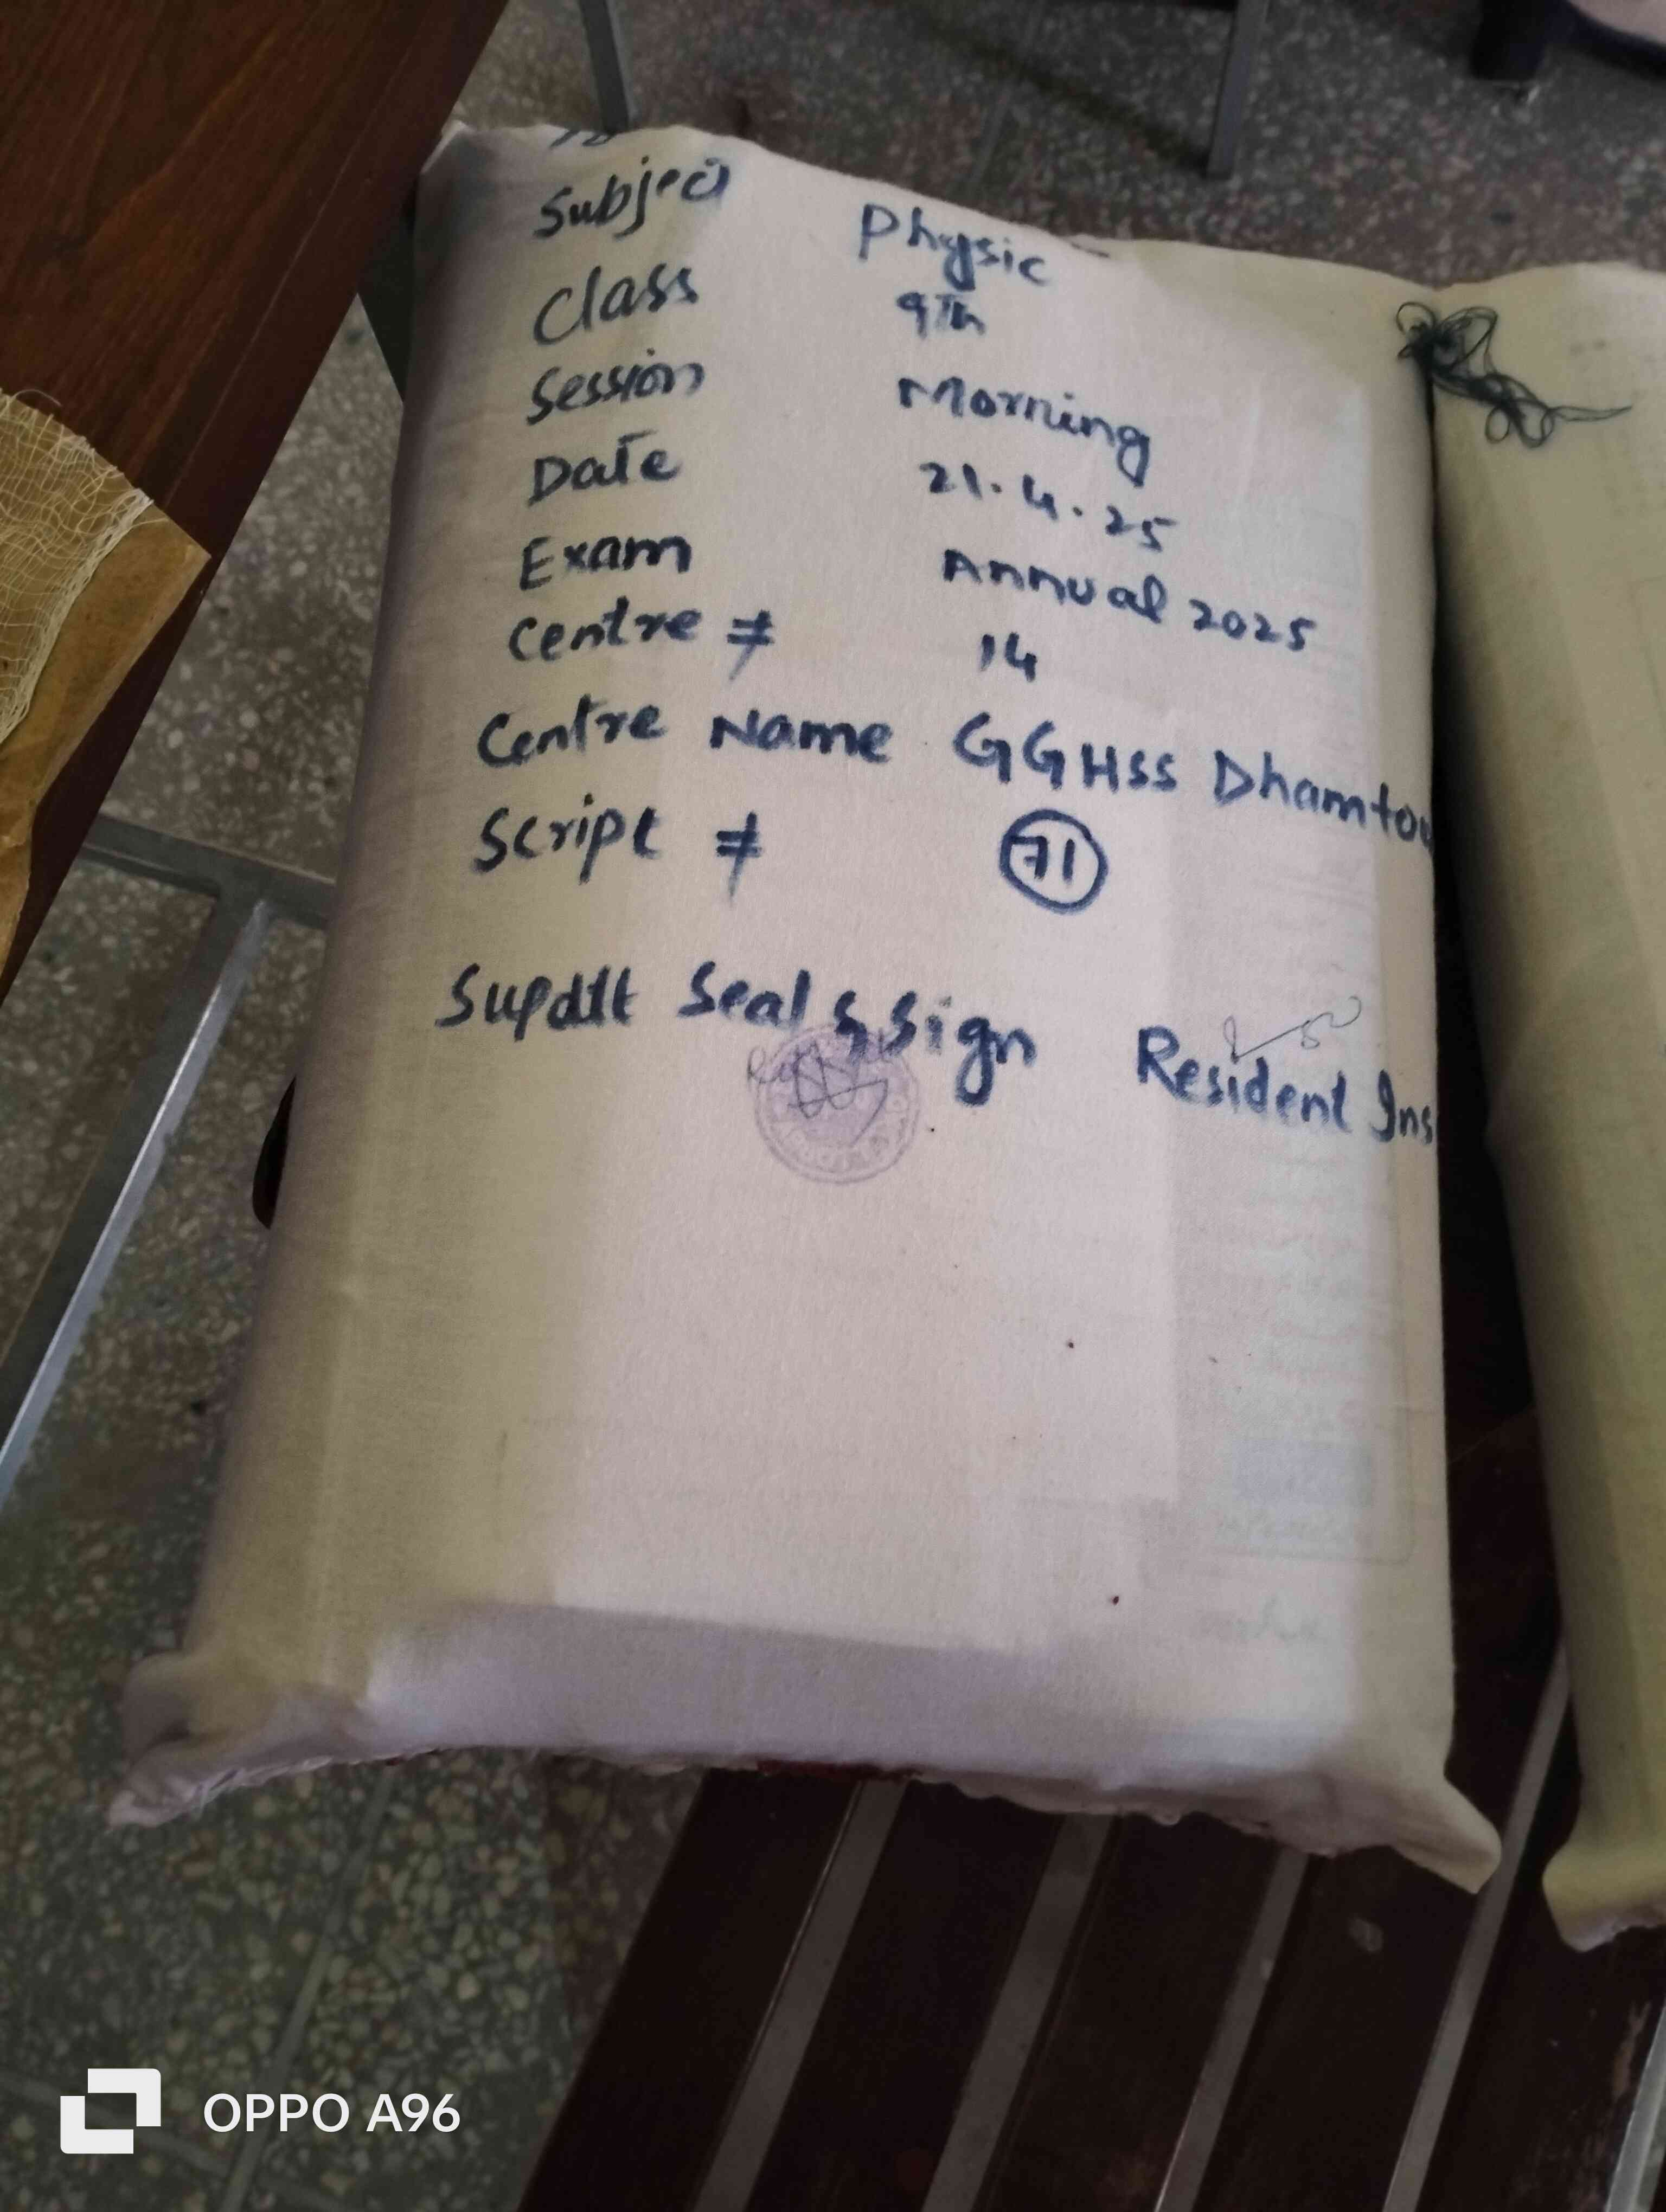 To
Subject Physic
Class 9th
Session Morning
Date 21.4.25
Exam Annual 2025
Centre # 14
Centre Name GGHSS Dhamtou
Script # 71
Supdtt Seal & Sign Resident Ins
OPPO A96